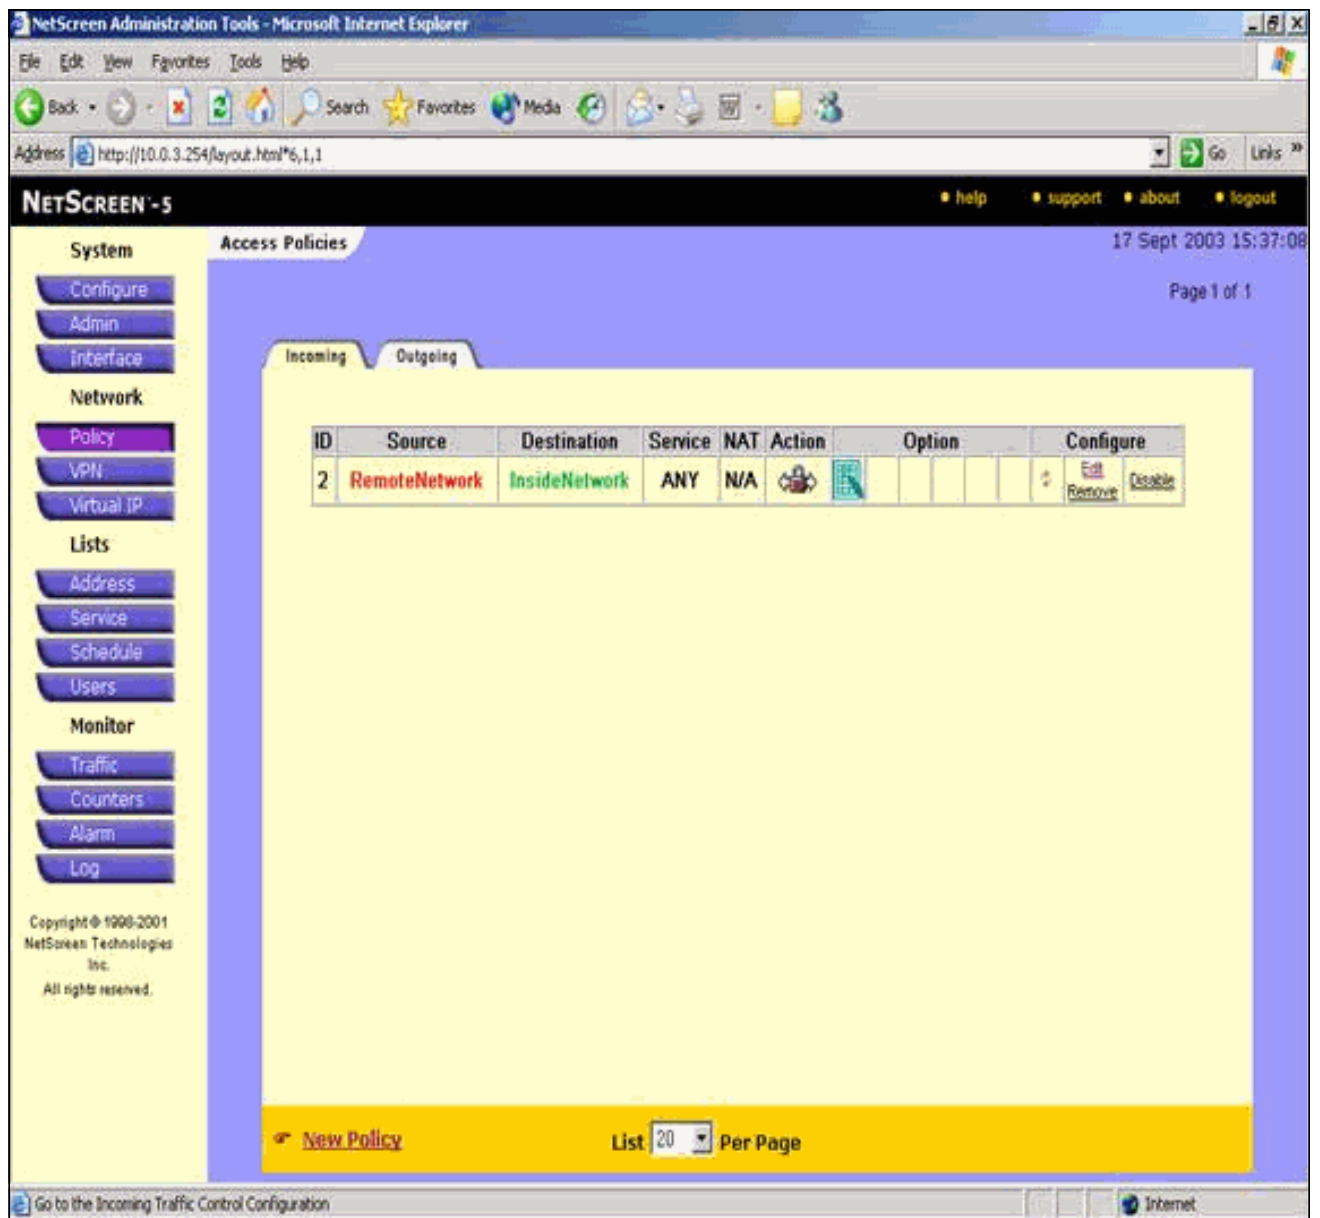 NetScreen Administration Tools - Microsoft Internet Explorer
File Edit View Favorites Tools Help
Back Search Favorites Media
Address http://10.0.3.254/layout.html*6,1,1 Go Links »
NETSCREEN-5 help support about logout
System
Configure
Admin
Interface
Network
Policy
VPN
Virtual IP
Lists
Address
Service
Schedule
Users
Monitor
Traffic
Counters
Alarm
Log
Copyright © 1998-2001
NetScreen Technologies
Inc.
All rights reserved.
Access Policies 17 Sept 2003 15:37:08
Page 1 of 1
Incoming Outgoing
ID Source Destination Service NAT Action Option Configure
2 RemoteNetwork InsideNetwork ANY N/A Edit Remove Disable
New Policy List 20 Per Page
Go to the Incoming Traffic Control Configuration Internet